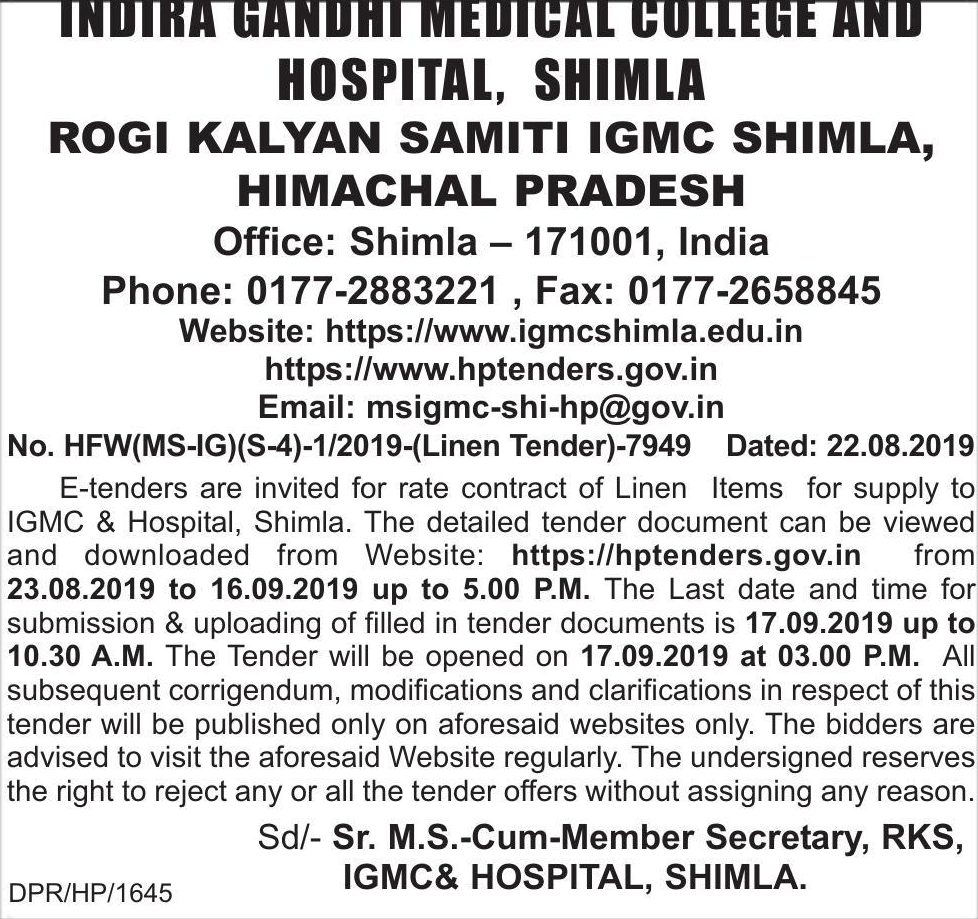 INDIRA GANDHI MEDICAL COLLEGE AND
HOSPITAL, SHIMLA
ROGI KALYAN SAMITI IGMC SHIMLA,
HIMACHAL PRADESH
Office: Shimla – 171001, India
Phone: 0177-2883221 , Fax: 0177-2658845
Website: https://www.igmcshimla.edu.in
https://www.hptenders.gov.in
Email: msigmc-shi-hp@gov.in
No. HFW(MS-IG)(S-4)-1/2019-(Linen Tender)-7949 Dated: 22.08.2019
E-tenders are invited for rate contract of Linen Items for supply to
IGMC & Hospital, Shimla. The detailed tender document can be viewed
and downloaded from Website: https://hptenders.gov.in from
23.08.2019 to 16.09.2019 up to 5.00 P.M. The Last date and time for
submission & uploading of filled in tender documents is 17.09.2019 up to
10.30 A.M. The Tender will be opened on 17.09.2019 at 03.00 P.M. All
subsequent corrigendum, modifications and clarifications in respect of this
tender will be published only on aforesaid websites only. The bidders are
advised to visit the aforesaid Website regularly. The undersigned reserves
the right to reject any or all the tender offers without assigning any reason.
Sd/- Sr. M.S.-Cum-Member Secretary, RKS,
IGMC& HOSPITAL, SHIMLA.
DPR/HP/1645